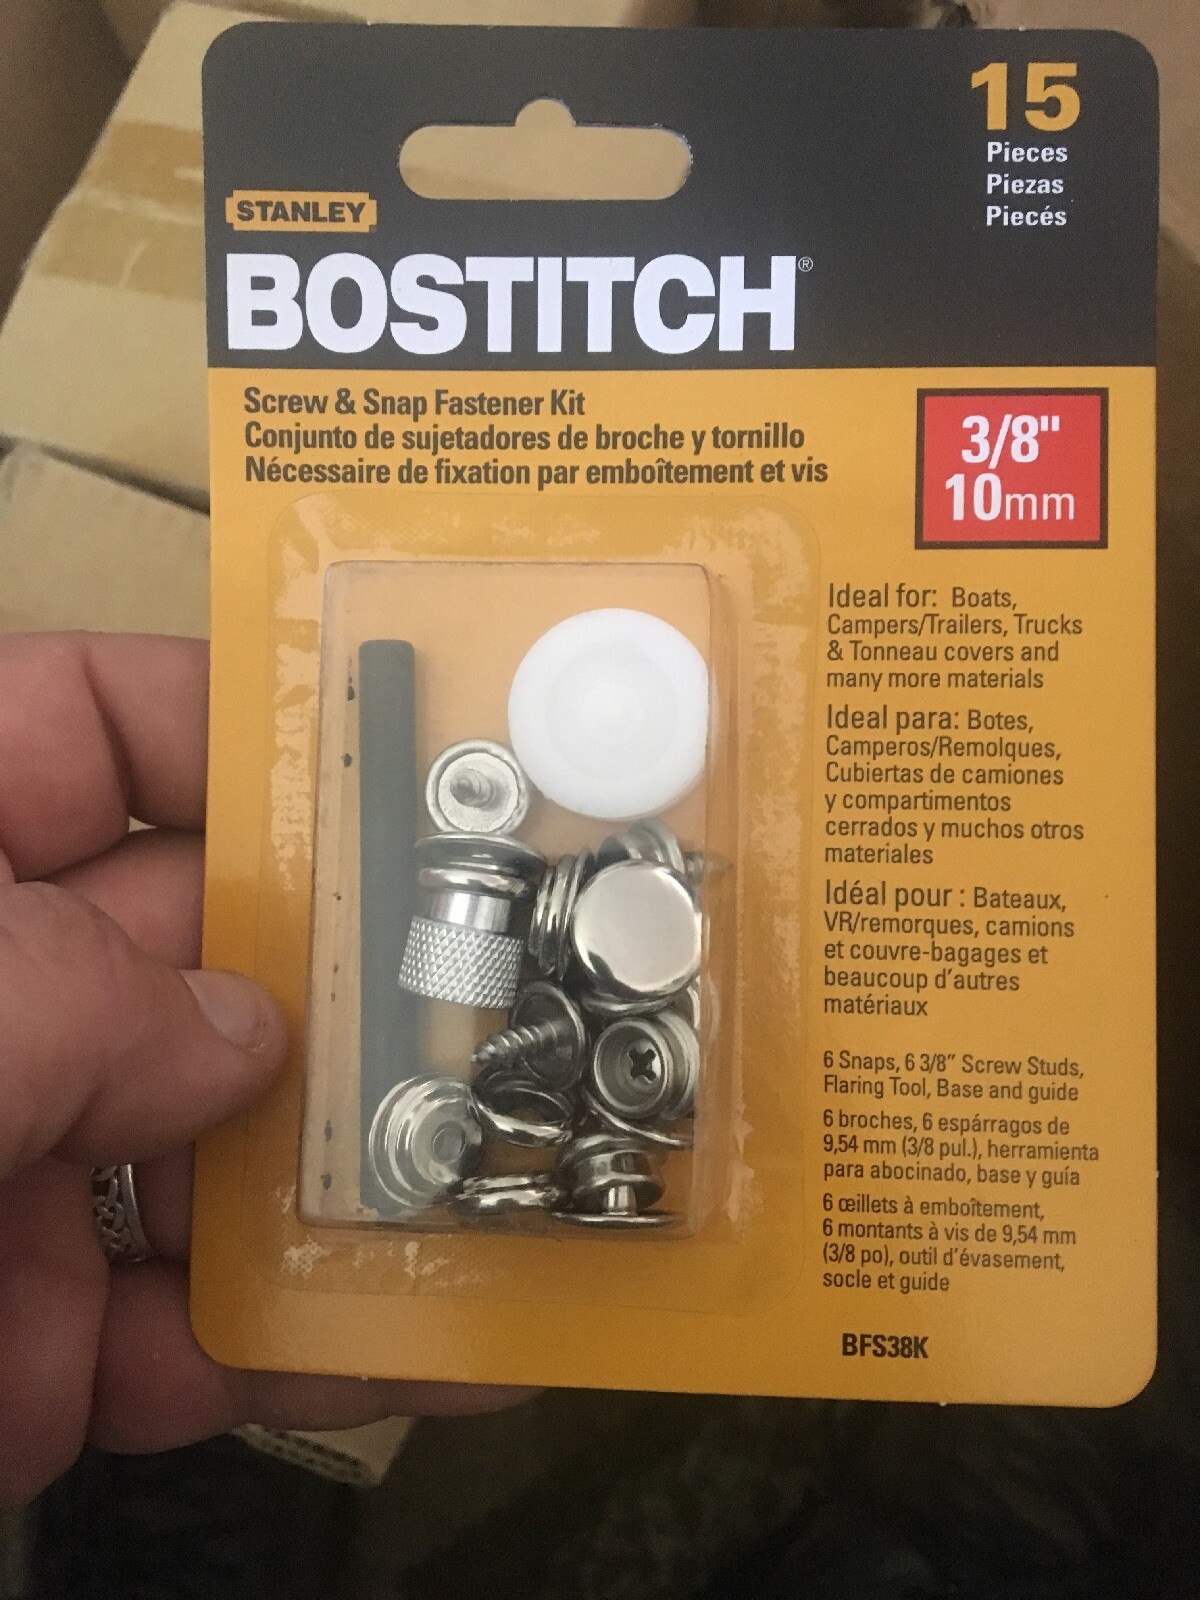 15
Pieces
Piezas
Piecés
STANLEY
BOSTITCH®
Screw & Snap Fastener Kit
Conjunto de sujetadores de broche y tornillo
Nécessaire de fixation par emboîtement et vis
3/8"
10mm
Ideal for: Boats,
Campers/Trailers, Trucks
& Tonneau covers and
many more materials
Ideal para: Botes,
Camperos/Remolques,
Cubiertas de camiones
y compartimentos
cerrados y muchos otros
materiales
Idéal pour : Bateaux,
VR/remorques, camions
et couvre-bagages et
beaucoup d'autres
matériaux
6 Snaps, 6 3/8" Screw Studs,
Flaring Tool, Base and guide
6 broches, 6 espárragos de
9,54 mm (3/8 pul.), herramienta
para abocinado, base y guía
6 œillets à emboîtement,
6 montants à vis de 9,54 mm
(3/8 po), outil d'évasement,
socle et guide
BFS38K